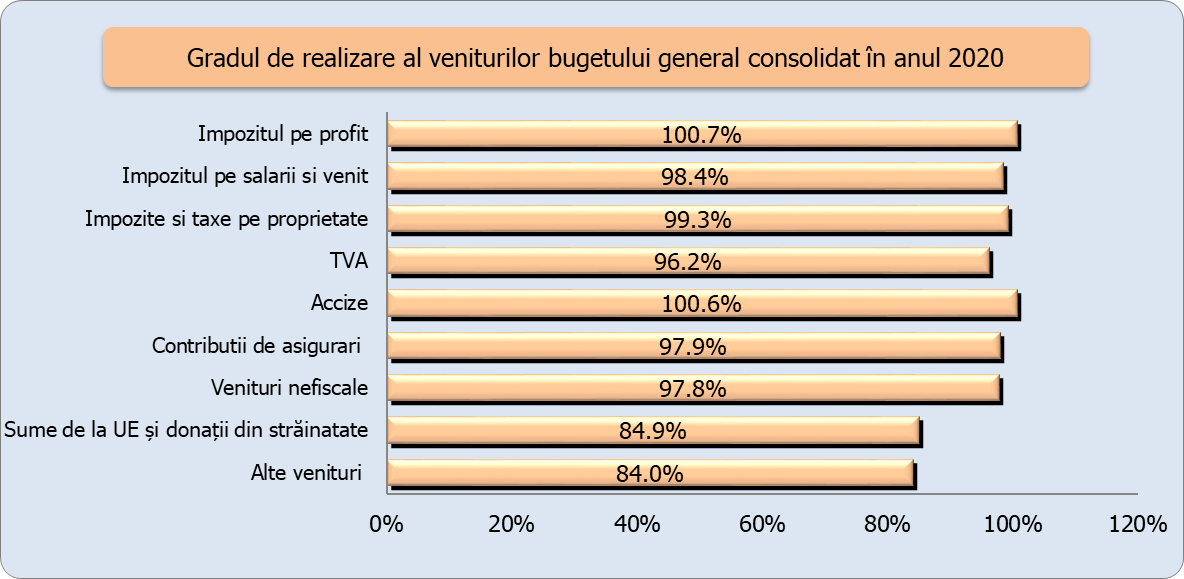 Gradul de realizare al veniturilor bugetului general consolidat în anul 2020
Impozitul pe profit 100.7%
Impozitul pe salarii si venit 98.4%
Impozite si taxe pe proprietate 99.3%
TVA 96.2%
Accize 100.6%
Contributii de asigurari 97.9%
Venituri nefiscale 97.8%
Sume de la UE și donații din străinatate 84.9%
Alte venituri 84.0%
0% 20% 40% 60% 80% 100% 120%